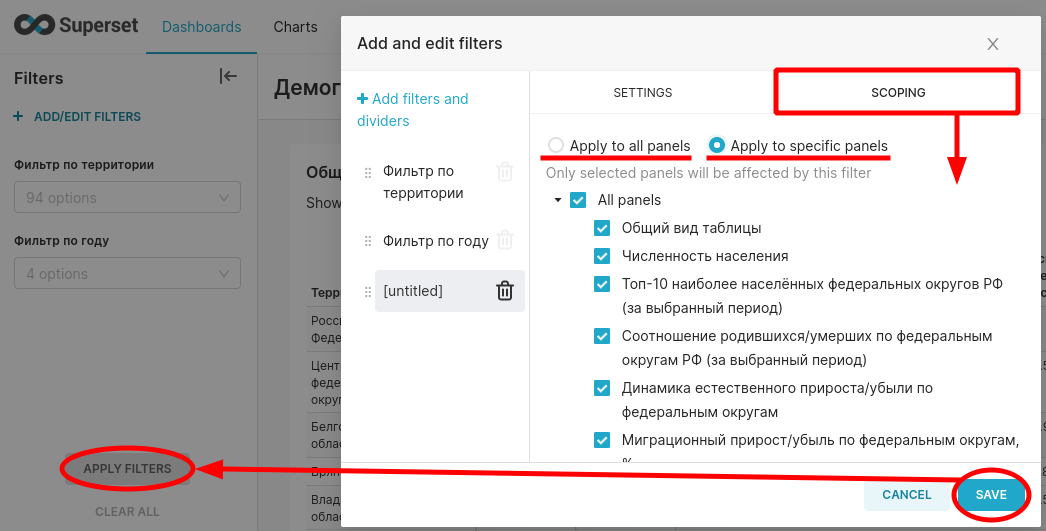 Superset
Dashboards
Charts
Filters
+ ADD/EDIT FILTERS
Фильтр по территории
94 options
Фильтр по году
4 options
APPLY FILTERS
CLEAR ALL
Демог
Общ
Show
Терр
Росси
Феде
Цент
феде
округ
Белго
облас
Влад
облас
Add and edit filters
+ Add filters and
dividers
Фильтр по
территории
Фильтр по году
[untitled]
SETTINGS
SCOPING
Apply to all panels
Apply to specific panels
Only selected panels will be affected by this filter
All panels
Общий вид таблицы
Численность населения
Топ-10 наиболее населённых федеральных округов РФ
(за выбранный период)
Соотношение родившихся/умерших по федеральным
округам РФ (за выбранный период)
Динамика естественного прироста/убыли по
федеральным округам
Миграционный прирост/убыль по федеральным округам,
%
CANCEL
SAVE